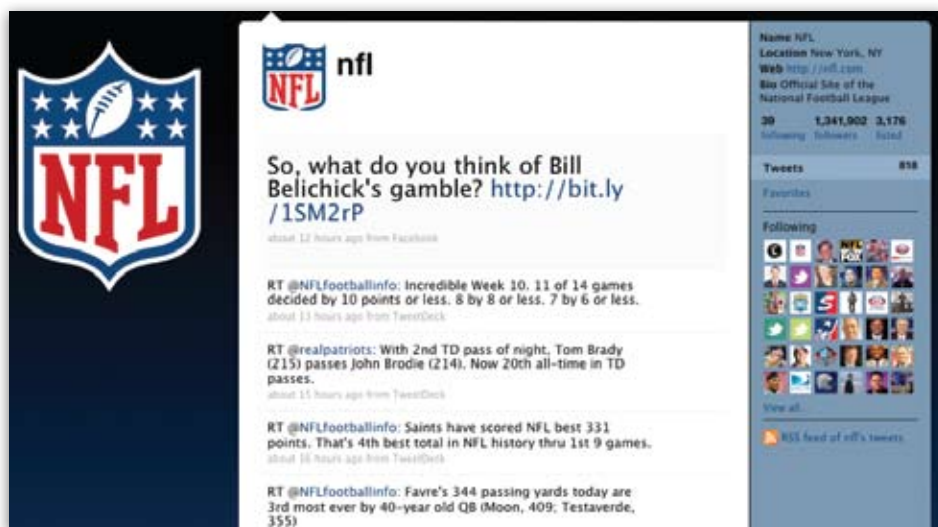 NFL
NFL
nfl
So, what do you think of Bill
Belichick's gamble? http://bit.ly
/1SM2rP
about 12 hours ago from Facebook
RT @NFLfootballinfo: Incredible Week 10. 11 of 14 games
decided by 10 points or less. 8 by 8 or less. 7 by 6 or less.
about 13 hours ago from TweetDeck
RT @realpatriots: With 2nd TD pass of night, Tom Brady
(215) passes John Brodie (214). Now 20th all-time in TD
passes.
about 15 hours ago from TweetDeck
RT @NFLfootballinfo: Saints have scored NFL best 331
points. That's 4th best total in NFL history thru 1st 9 games.
about 16 hours ago from TweetDeck
RT @NFLfootballinfo: Favre's 344 passing yards today are
3rd most ever by 40-year old QB (Moon, 409; Testaverde,
355)
Name NFL
Location New York, NY
Web http://nfl.com
Bio Official Site of the
National Football League
39 1,341,902 3,176
following followers listed
Tweets 818
Favorites
Following
NFL
FOX
View all
RSS feed of nfl's tweets